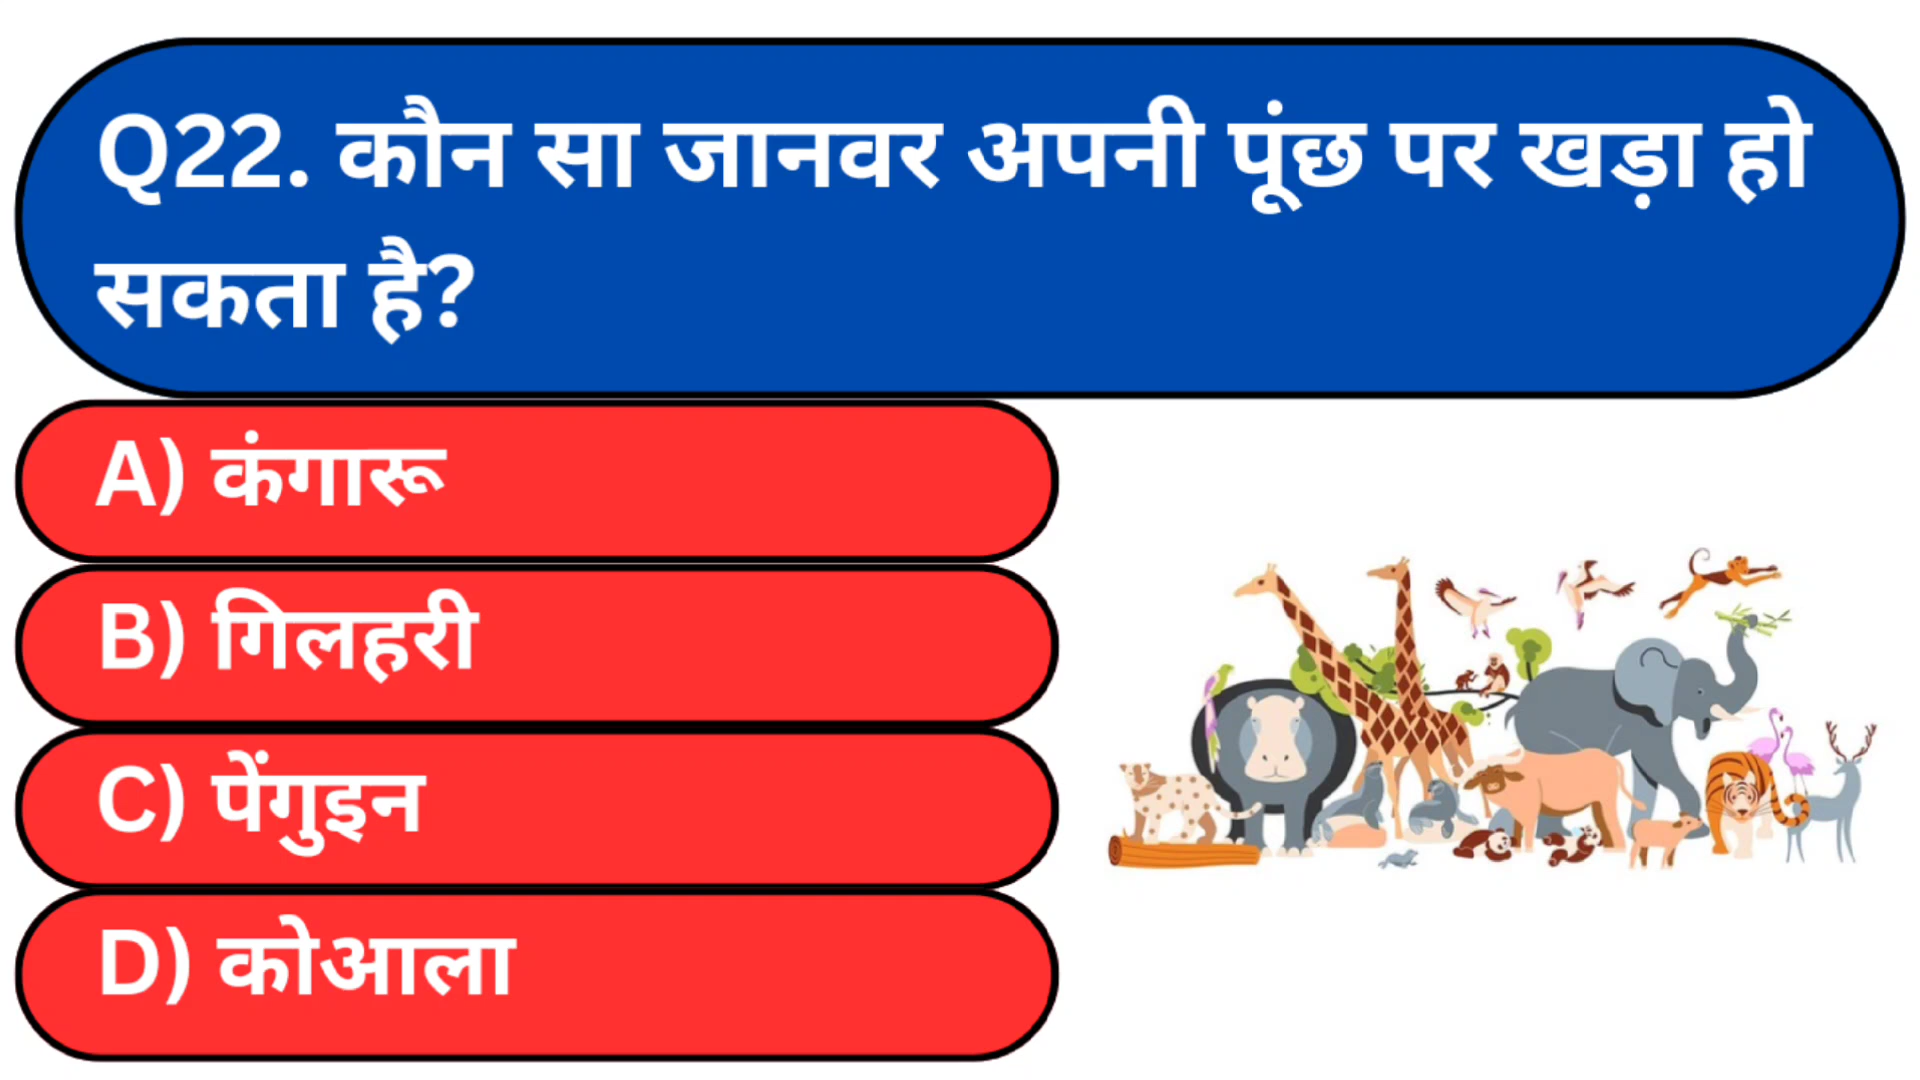 Q22. कौन सा जानवर अपनी पूंछ पर खड़ा हो
सकता है?
A) कंगारू
B) गिलहरी
C) पेंगुइन
D) कोआला